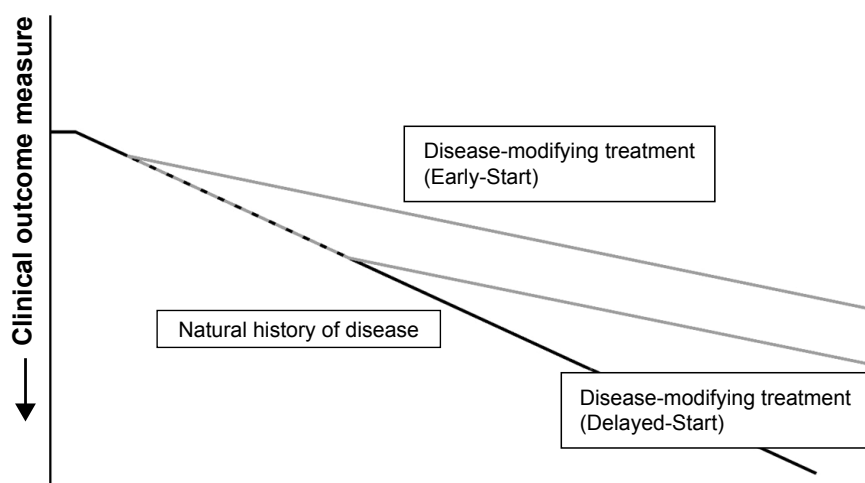 Clinical outcome measure
Disease-modifying treatment
(Early-Start)
Natural history of disease
Disease-modifying treatment
(Delayed-Start)